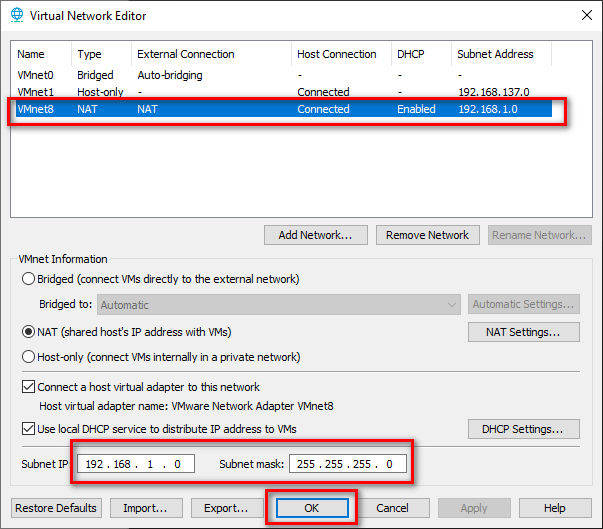 Virtual Network Editor
Name Type External Connection Host Connection DHCP Subnet Address
VMnet0 Bridged Auto-bridging - - -
VMnet1 Host-only - Connected - 192.168.137.0
VMnet8 NAT NAT Connected Enabled 192.168.1.0
Add Network... Remove Network Rename Network...
VMnet Information
Bridged (connect VMs directly to the external network)
Bridged to: Automatic Automatic Settings...
NAT (shared host's IP address with VMs) NAT Settings...
Host-only (connect VMs internally in a private network)
Connect a host virtual adapter to this network
Host virtual adapter name: VMware Network Adapter VMnet8
Use local DHCP service to distribute IP address to VMs DHCP Settings...
Subnet IP: 192 . 168 . 1 . 0 Subnet mask: 255 . 255 . 255 . 0
Restore Defaults Import... Export... OK Cancel Apply Help